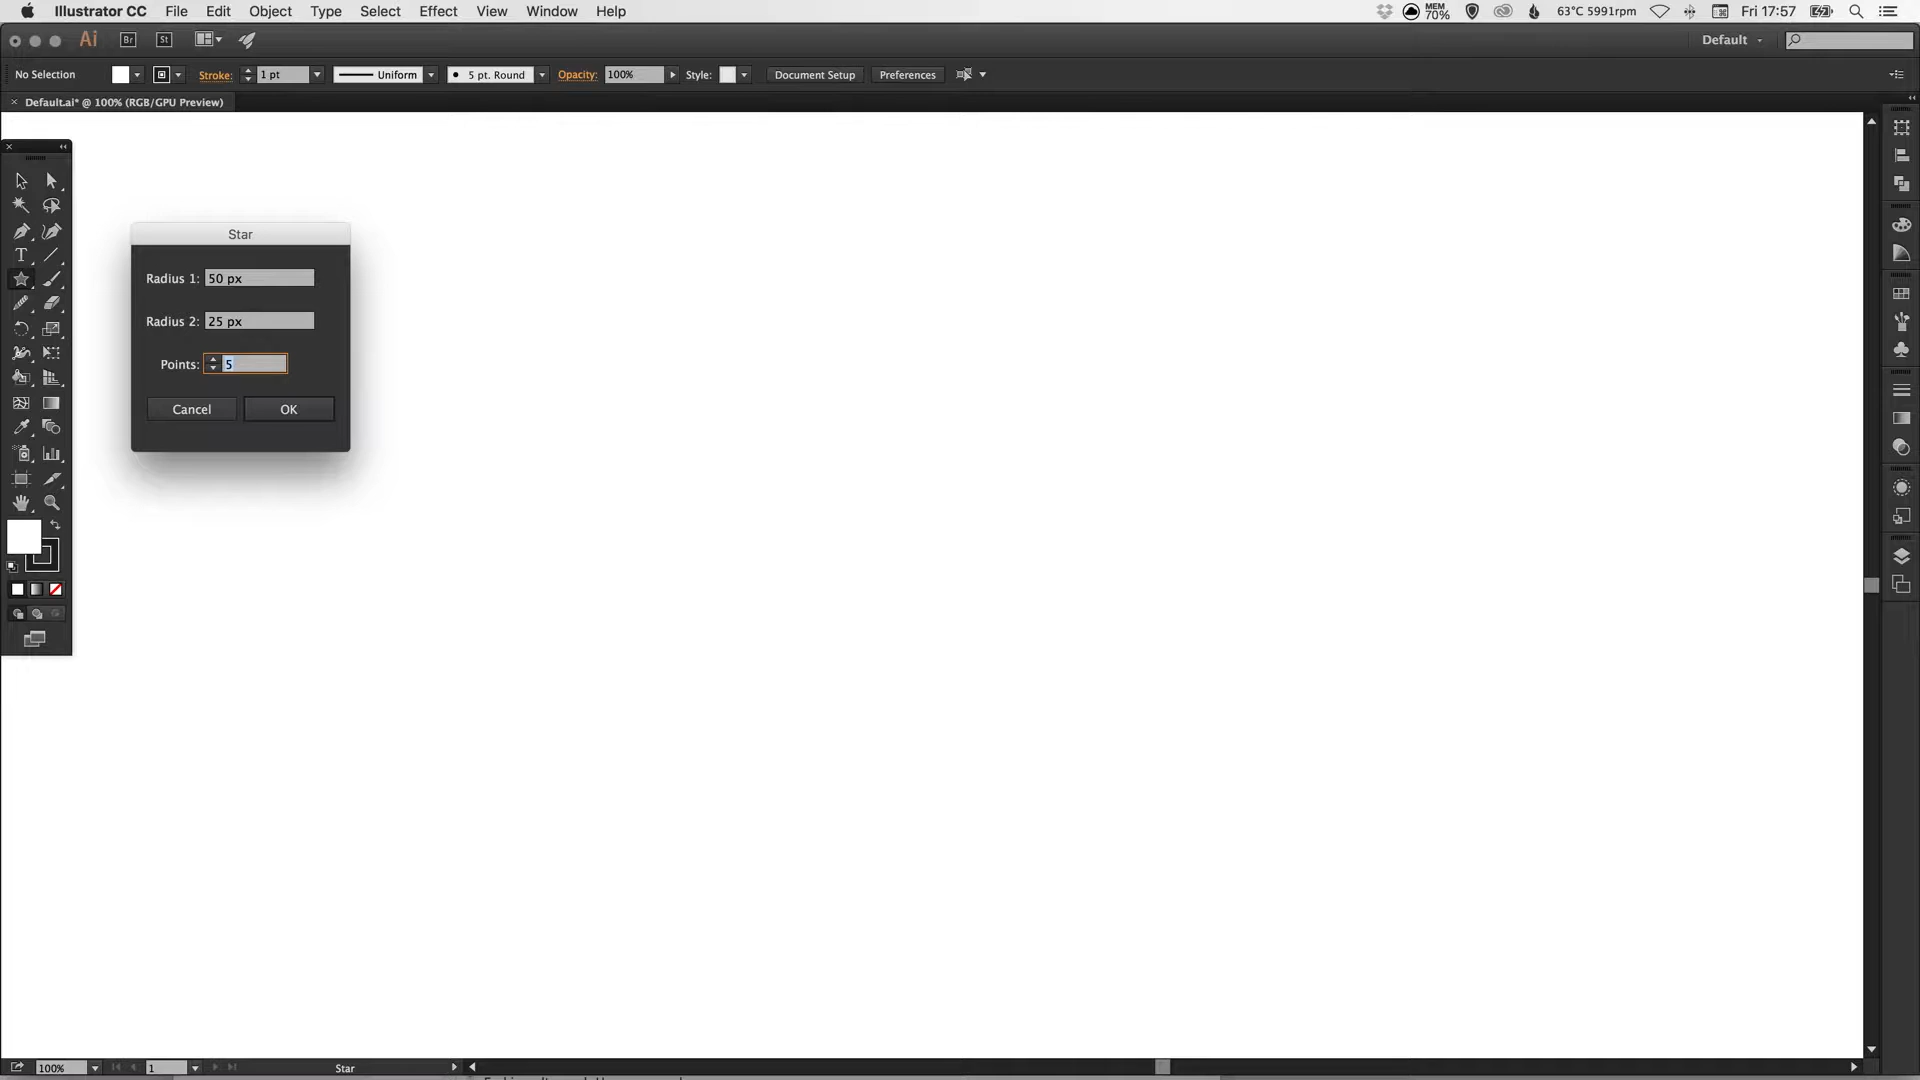 Illustrator CC File Edit Object Type Select Effect View Window Help MEM 70% 63°C 5991rpm Fri 17:57
Ai Br St Default
No Selection Stroke: 1 pt Uniform 5 pt. Round Opacity: 100% Style: Document Setup Preferences
Default.ai* @ 100% (RGB/GPU Preview)
Star
Radius 1: 50 px
Radius 2: 25 px
Points: 5
Cancel OK
100% 1 Star